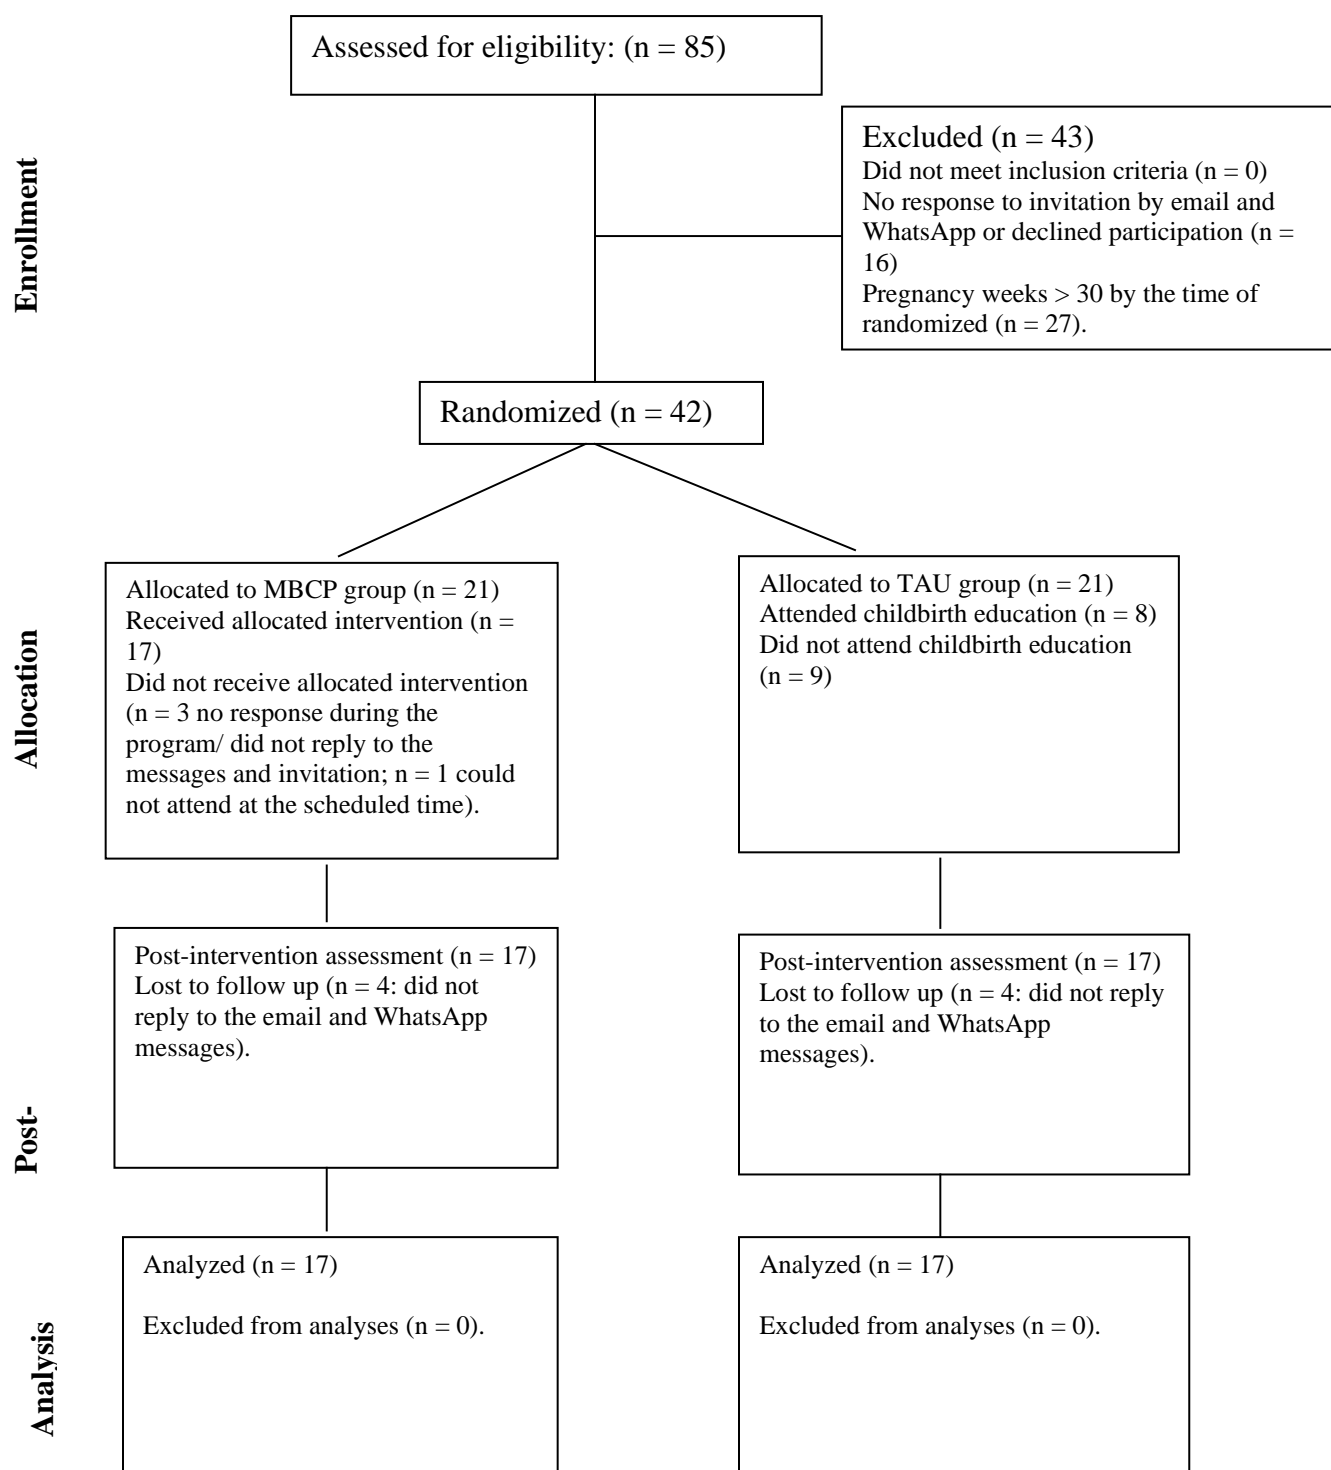 Assessed for eligibility: (n = 85)
Enrollment
Excluded (n = 43)
Did not meet inclusion criteria (n = 0)
No response to invitation by email and
WhatsApp or declined participation (n =
16)
Pregnancy weeks > 30 by the time of
randomized (n = 27).
Randomized (n = 42)
Allocation
Allocated to MBCP group (n = 21)
Received allocated intervention (n =
17)
Did not receive allocated intervention
(n = 3 no response during the
program/ did not reply to the
messages and invitation; n = 1 could
not attend at the scheduled time).
Allocated to TAU group (n = 21)
Attended childbirth education (n = 8)
Did not attend childbirth education
(n = 9)
Post-
Post-intervention assessment (n = 17)
Lost to follow up (n = 4: did not
reply to the email and WhatsApp
messages).
Post-intervention assessment (n = 17)
Lost to follow up (n = 4: did not reply
to the email and WhatsApp
messages).
Analysis
Analyzed (n = 17)
Excluded from analyses (n = 0).
Analyzed (n = 17)
Excluded from analyses (n = 0).